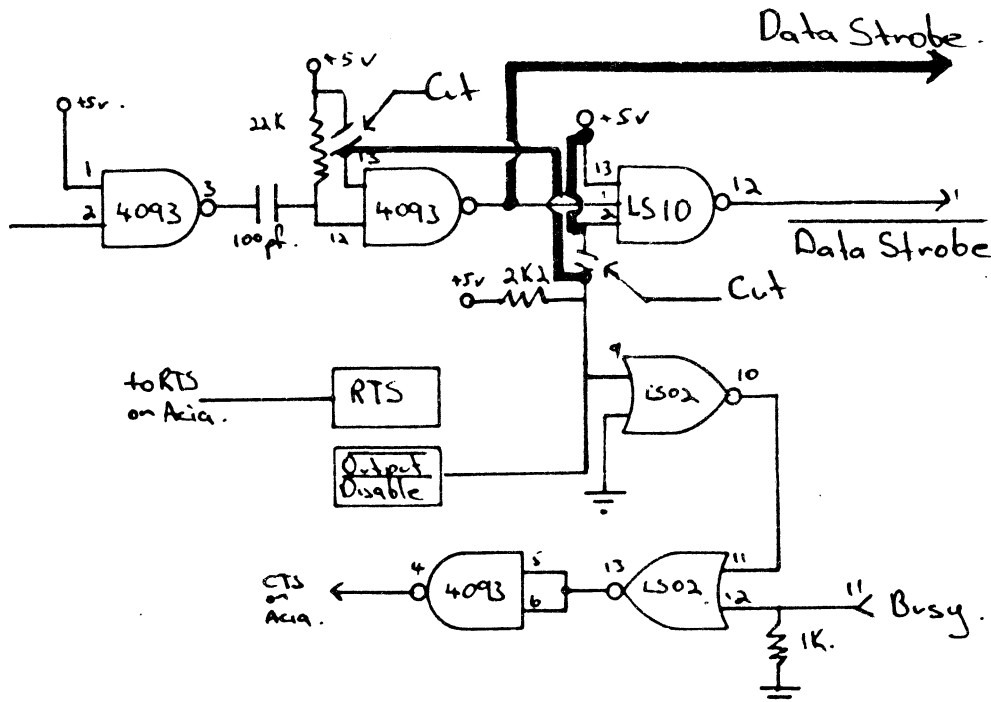 Data Strobe.
+5v
Cut
+5v.
22K
+5v
1
3
13
13
12
4093
4093
1
LS10
2
2
1
12
100pf.
Data Strobe
+5v
2K2
K
Cut
9
10
to RTS
on Acia.
RTS
LS02
Output
Disable
4
5
13
11
11
CTS
on
Acia.
4093
LS02
Busy.
6
12
1K.